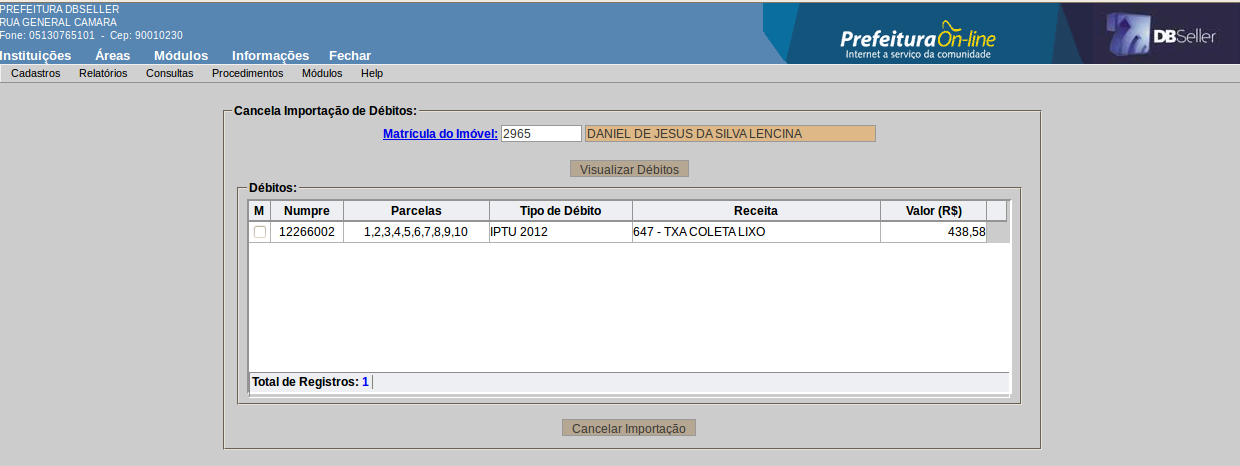 PREFEITURA DBSELLER
RUA GENERAL CAMARA
Fone: 05130765101 - Cep: 90010230
PrefeituraOn-line
Internet a serviço da comunidade
DBSeller
Instituições Áreas Módulos Informações Fechar
Cadastros Relatórios Consultas Procedimentos Módulos Help
Cancela Importação de Débitos:
Matrícula do Imóvel: 2965 DANIEL DE JESUS DA SILVA LENCINA
Visualizar Débitos
Débitos:
M Numpre Parcelas Tipo de Débito Receita Valor (R$)
12266002 1,2,3,4,5,6,7,8,9,10 IPTU 2012 647 - TXA COLETA LIXO 438,58
Total de Registros: 1
Cancelar Importação